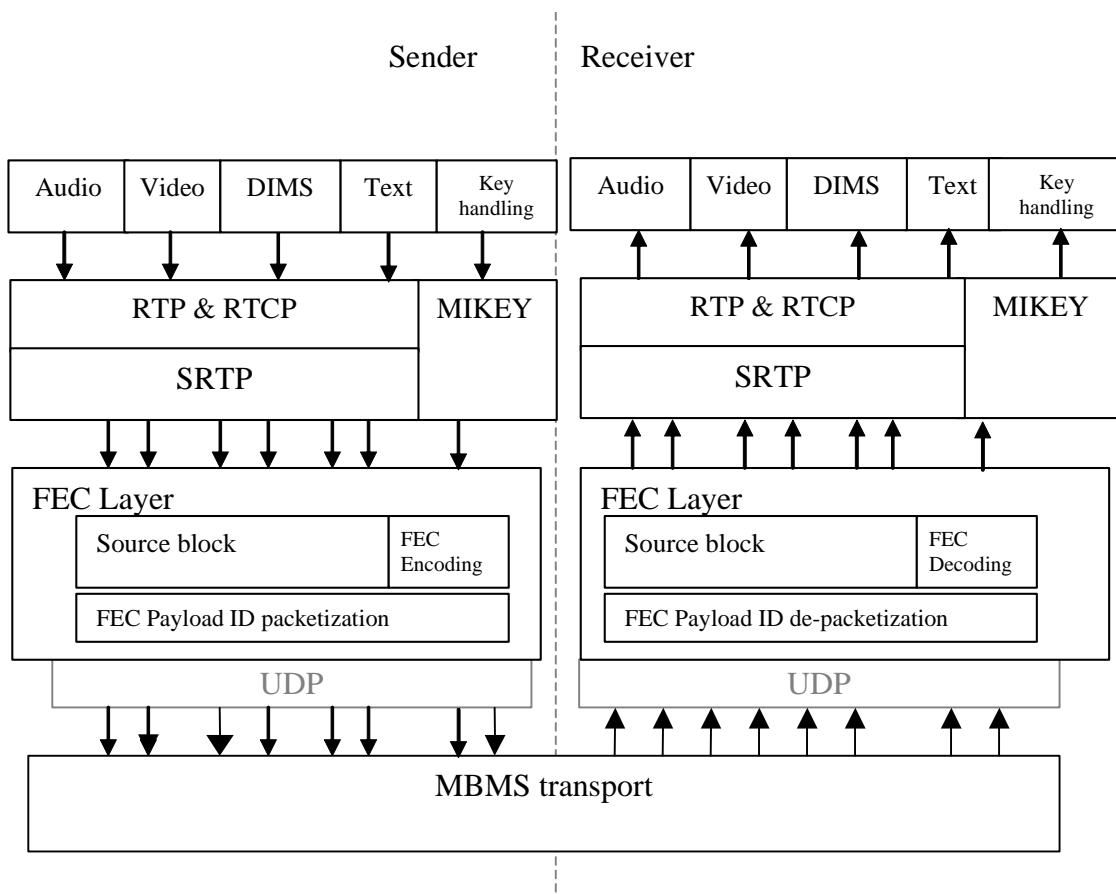 Sender
Receiver
Audio
Video
DIMS
Text
Key
handling
Audio
Video
DIMS
Text
Key
handling
RTP & RTCP
MIKEY
SRTP
RTP & RTCP
MIKEY
SRTP
FEC Layer
Source block
FEC
Encoding
FEC Payload ID packetization
FEC Layer
Source block
FEC
Decoding
FEC Payload ID de-packetization
UDP
UDP
MBMS transport